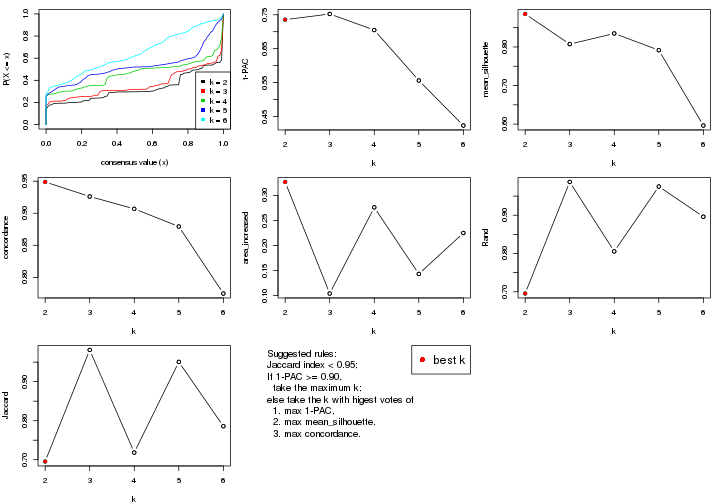 P(X <= x)
0.0 0.2 0.4 0.6 0.8 1.0
k = 2
k = 3
k = 4
k = 5
k = 6
0.0 0.2 0.4 0.6 0.8 1.0
consensus value (x)
1-PAC
0.45 0.55 0.65 0.75
2 3 4 5 6
k
mean_silhouette
0.60 0.70 0.80
2 3 4 5 6
k
concordance
0.80 0.85 0.90 0.95
2 3 4 5 6
k
area_increased
0.10 0.15 0.20 0.25 0.30
2 3 4 5 6
k
Rand
0.70 0.80 0.90
2 3 4 5 6
k
Jaccard
0.70 0.80 0.90
2 3 4 5 6
k
Suggested rules:
Jaccard index < 0.95;
If 1-PAC >= 0.90,
take the maximum k;
else take the k with higest votes of
1. max 1-PAC,
2. max mean_silhouette,
3. max concordance.
best k